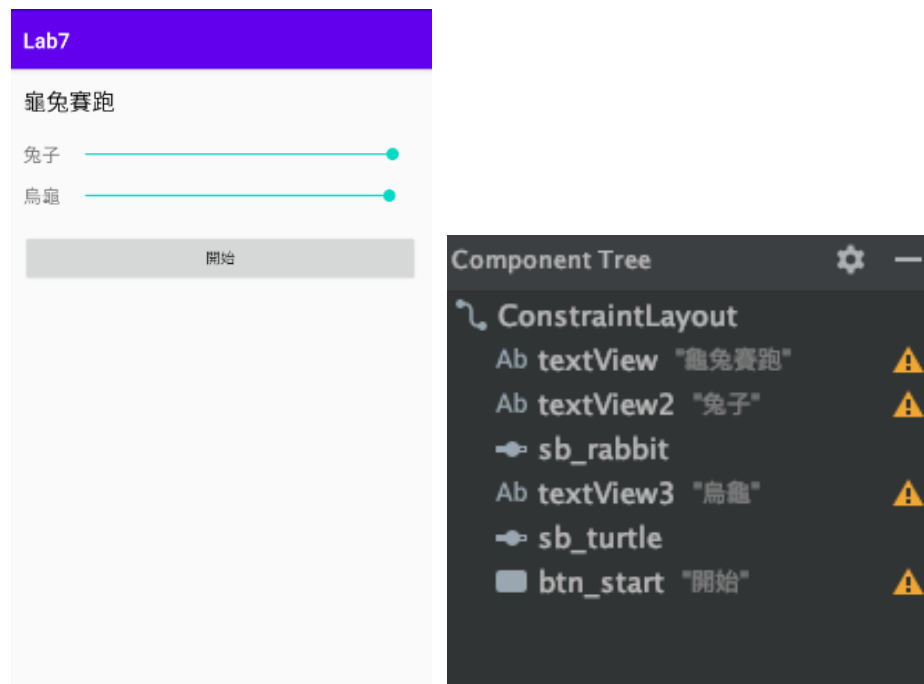 Lab7
龜兔賽跑
兔子
烏龜
開始
Component Tree
ConstraintLayout
Ab textView "龜兔賽跑"
Ab textView2 "兔子"
sb_rabbit
Ab textView3 "烏龜"
sb_turtle
btn_start "開始"